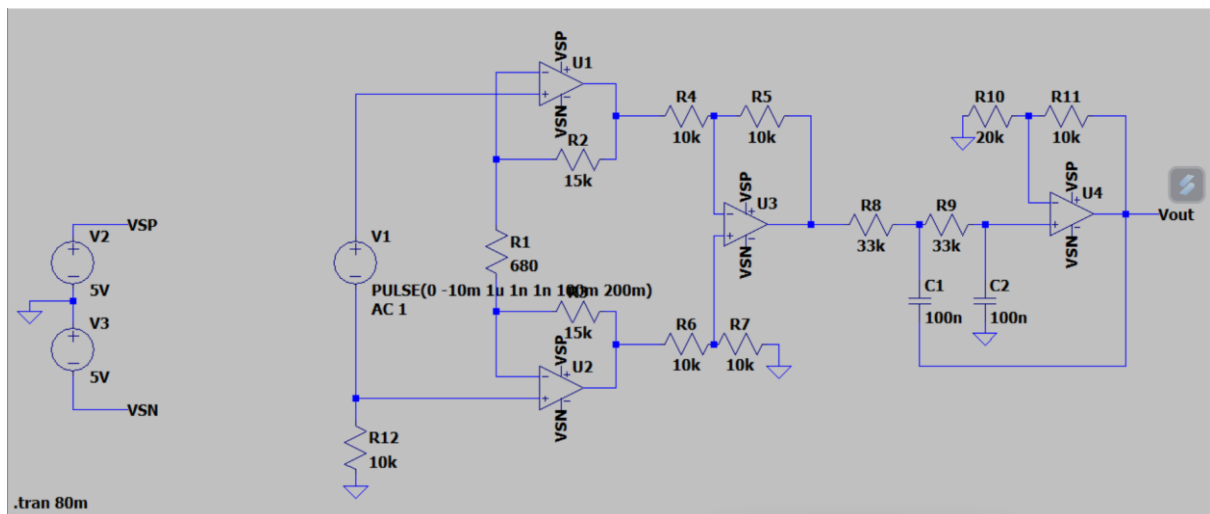 VSP
U1
VSN
R2
15k
R4
10k
R5
10k
R10
20k
R11
10k
VSP
U4
VSN
Vout
VSP
U3
VSN
R8
33k
R9
33k
VSP
V2
5V
V3
5V
VSN
V1
R1
680
PULSE(0 -10m 1u 1n 1n 100m 200m)
AC 1
R3
15k
C1
100n
C2
100n
VSP
U2
VSN
R6
10k
R7
10k
R12
10k
.tran 80m